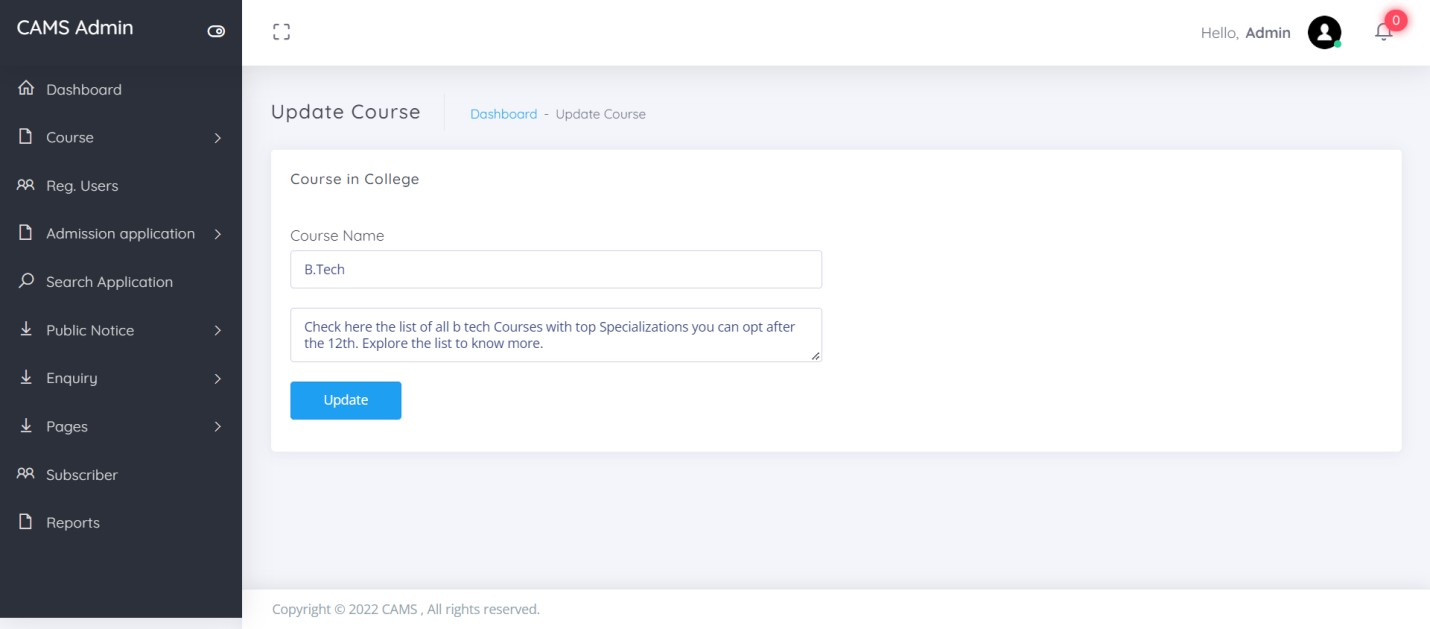 CAMS Admin
Hello, Admin
0
Dashboard
Course
Reg. Users
Admission application
Search Application
Public Notice
Enquiry
Pages
Subscriber
Reports
Update Course
Dashboard - Update Course
Course in College
Course Name
B.Tech
Check here the list of all b tech Courses with top Specializations you can opt after
the 12th. Explore the list to know more.
Update
Copyright © 2022 CAMS , All rights reserved.